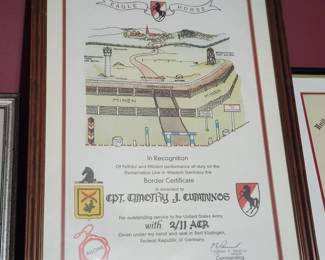 EAGLE HORSE
MINEN
MINEN
In Recognition
Of Faithful and Efficient performance of duty on the
Demarcation Line in Western Germany this
Border Certificate
is awarded to
CPT. TIMOTHY J. CUMMINGS
For outstanding service to the United States Army
with 2/11 ACR
Given under my hand and seal in Bad Kissingen,
Federal Republic of Germany.
Commanding